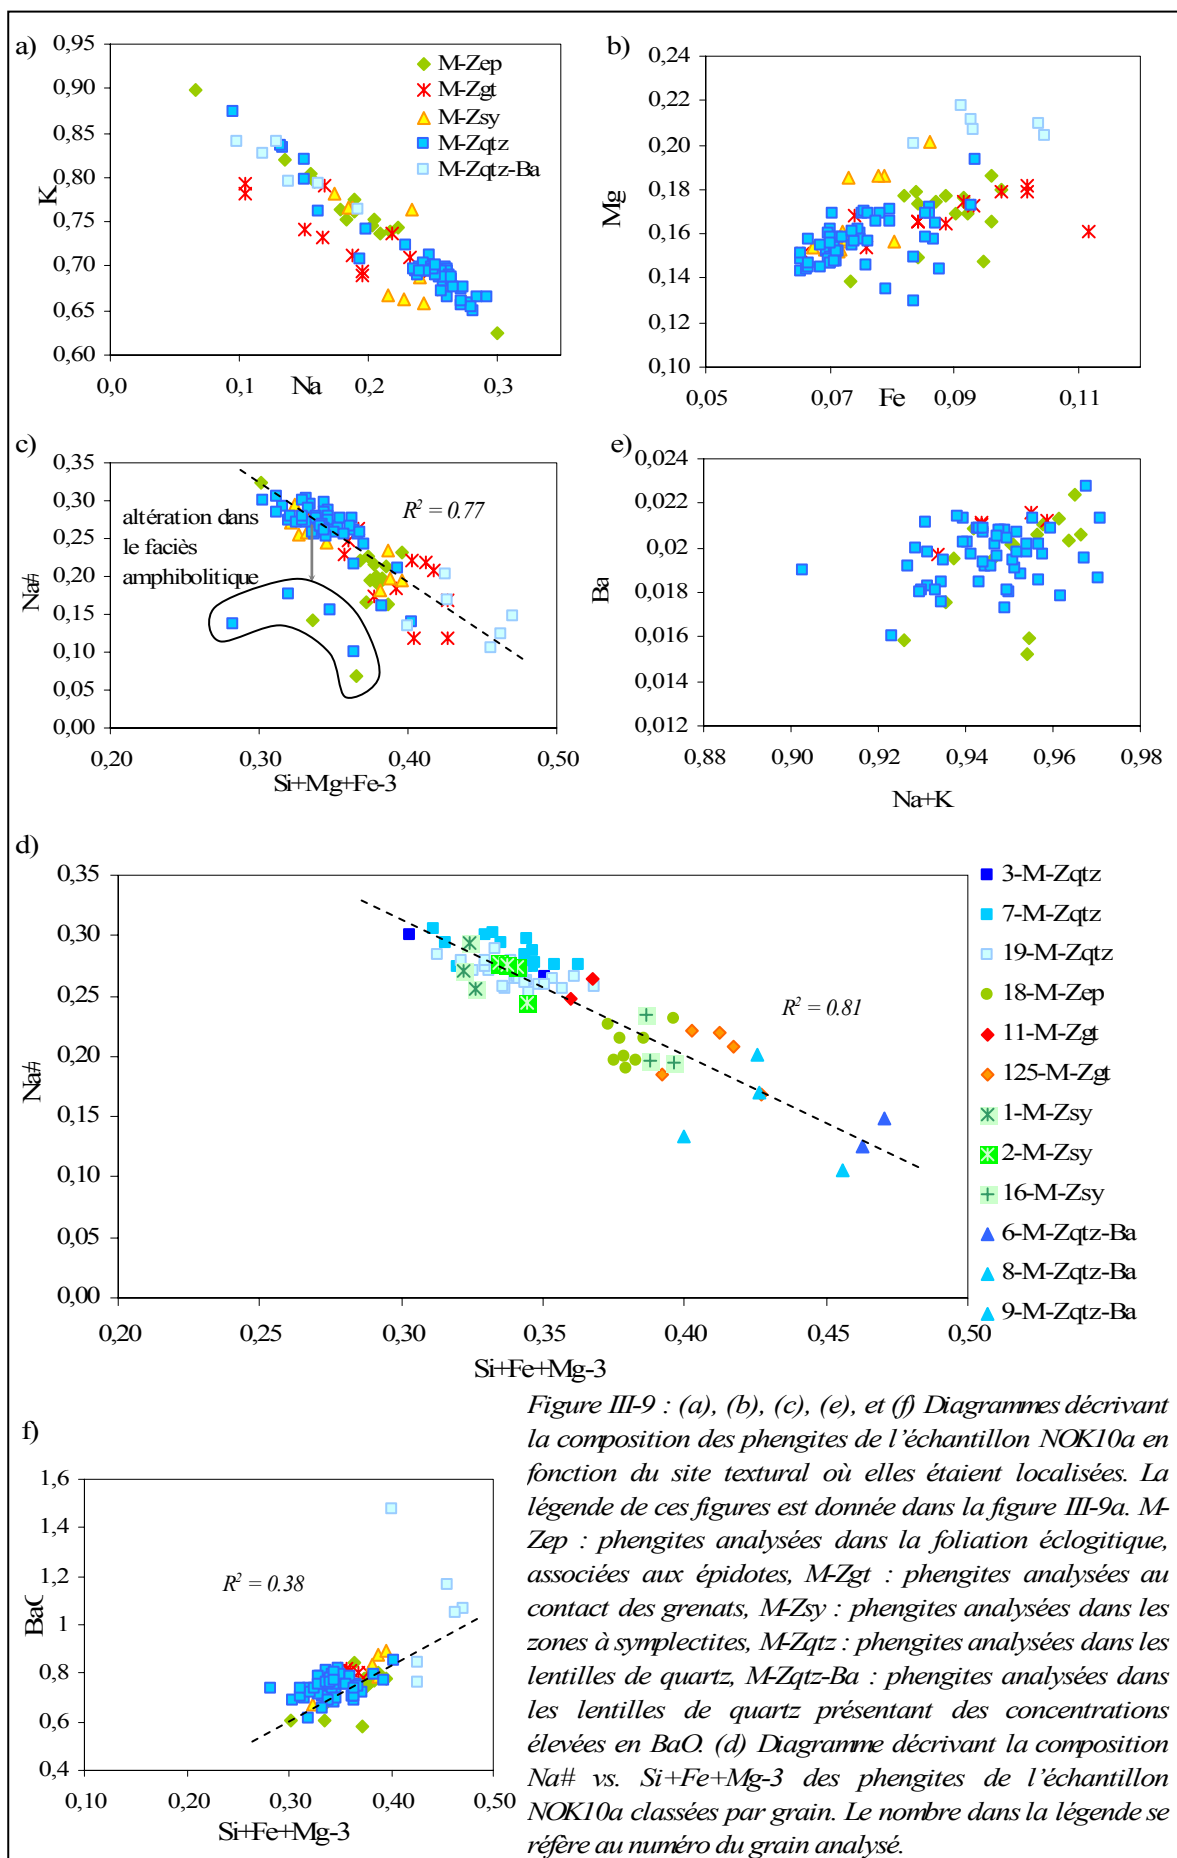 a)
0,95
0,90
0,85
0,80
0,75
0,70
0,65
0,60
K
0,0
0,1
0,2
0,3
Na
M-Zep
M-Zgt
M-Zsy
M-Zqtz
M-Zqtz-Ba
b)
0,24
0,22
0,20
0,18
0,16
0,14
0,12
0,10
Mg
0,05
0,07
0,09
0,11
Fe
c)
0,35
0,30
0,25
0,20
0,15
0,10
0,05
0,00
Na#
R² = 0.77
altération dans
le faciès
amphibolitique
0,20
0,30
0,40
0,50
Si+Mg+Fe-3
e)
0,024
0,022
0,02
0,018
0,016
0,014
0,012
Ba
0,88
0,90
0,92
0,94
0,96
0,98
Na+K
d)
0,35
0,30
0,25
0,20
0,15
0,10
0,05
0,00
Na#
R² = 0.81
0,20
0,25
0,30
0,35
0,40
0,45
0,50
Si+Fe+Mg-3
3-M-Zqtz
7-M-Zqtz
19-M-Zqtz
18-M-Zep
11-M-Zgt
125-M-Zgt
1-M-Zsy
2-M-Zsy
16-M-Zsy
6-M-Zqtz-Ba
8-M-Zqtz-Ba
9-M-Zqtz-Ba
f)
1,6
1,4
1,2
1
0,8
0,6
0,4
BaO
R² = 0.38
0,10
0,20
0,30
0,40
0,50
Si+Fe+Mg-3
Figure III-9 : (a), (b), (c), (e), et (f) Diagrammes décrivant
la composition des phengites de l'échantillon NOK10a en
fonction du site textural où elles étaient localisées. La
légende de ces figures est donnée dans la figure III-9a. M-
Zep : phengites analysées dans la foliation éclogitique,
associées aux épidotes, M-Zgt : phengites analysées au
contact des grenats, M-Zsy : phengites analysées dans les
zones à symplectites, M-Zqtz : phengites analysées dans les
lentilles de quartz, M-Zqtz-Ba : phengites analysées dans
les lentilles de quartz présentant des concentrations
élevées en BaO. (d) Diagramme décrivant la composition
Na# vs. Si+Fe+Mg-3 des phengites de l'échantillon
NOK10a classées par grain. Le nombre dans la légende se
réfère au numéro du grain analysé.